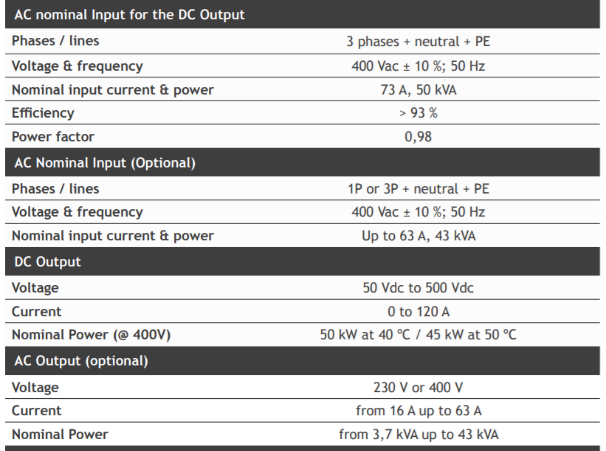 AC nominal Input for the DC Output
Phases / lines 3 phases + neutral + PE
Voltage & frequency 400 Vac ± 10 %; 50 Hz
Nominal input current & power 73 A, 50 kVA
Efficiency > 93 %
Power factor 0,98
AC Nominal Input (Optional)
Phases / lines 1P or 3P + neutral + PE
Voltage & frequency 400 Vac ± 10 %; 50 Hz
Nominal input current & power Up to 63 A, 43 kVA
DC Output
Voltage 50 Vdc to 500 Vdc
Current 0 to 120 A
Nominal Power (@ 400V) 50 kW at 40 ºC / 45 kW at 50 ºC
AC Output (optional)
Voltage 230 V or 400 V
Current from 16 A up to 63 A
Nominal Power from 3,7 kVA up to 43 kVA